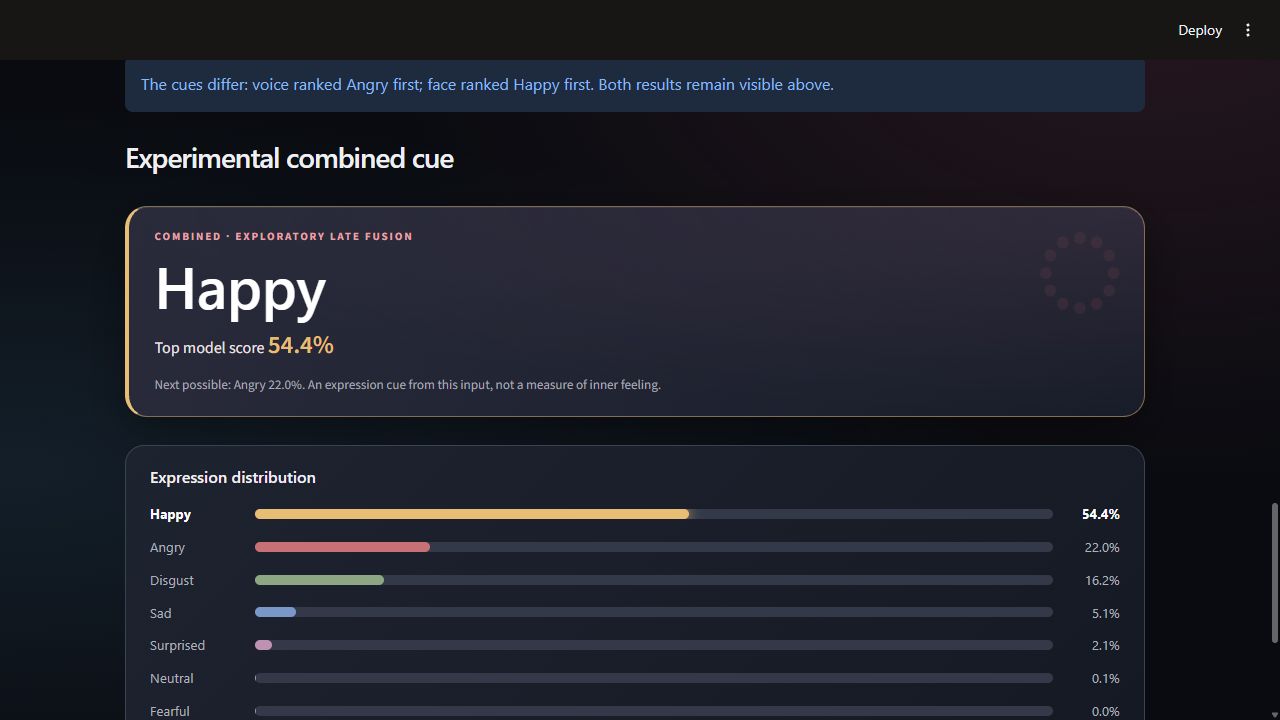 Deploy
The cues differ: voice ranked Angry first; face ranked Happy first. Both results remain visible above.
Experimental combined cue
COMBINED · EXPLORATORY LATE FUSION
Happy
Top model score 54.4%
Next possible: Angry 22.0%. An expression cue from this input, not a measure of inner feeling.
Expression distribution
Happy 54.4%
Angry 22.0%
Disgust 16.2%
Sad 5.1%
Surprised 2.1%
Neutral 0.1%
Fearful 0.0%